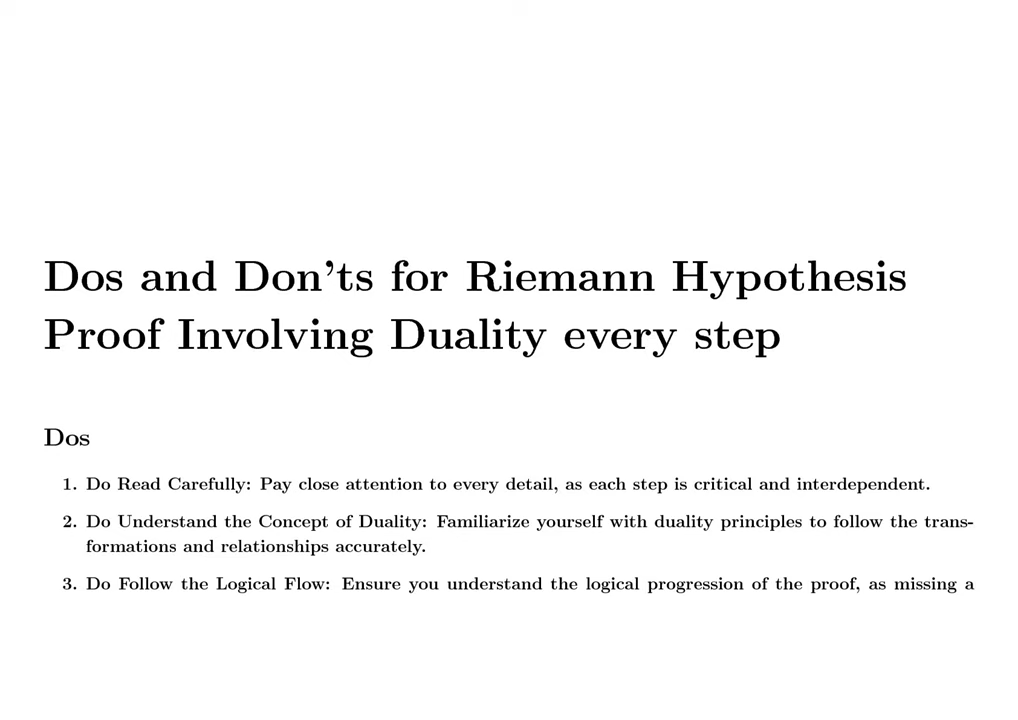 Dos and Don'ts for Riemann Hypothesis
Proof Involving Duality every step
Dos
1. Do Read Carefully: Pay close attention to every detail, as each step is critical and interdependent.
2. Do Understand the Concept of Duality: Familiarize yourself with duality principles to follow the trans-
formations and relationships accurately.
3. Do Follow the Logical Flow: Ensure you understand the logical progression of the proof, as missing a